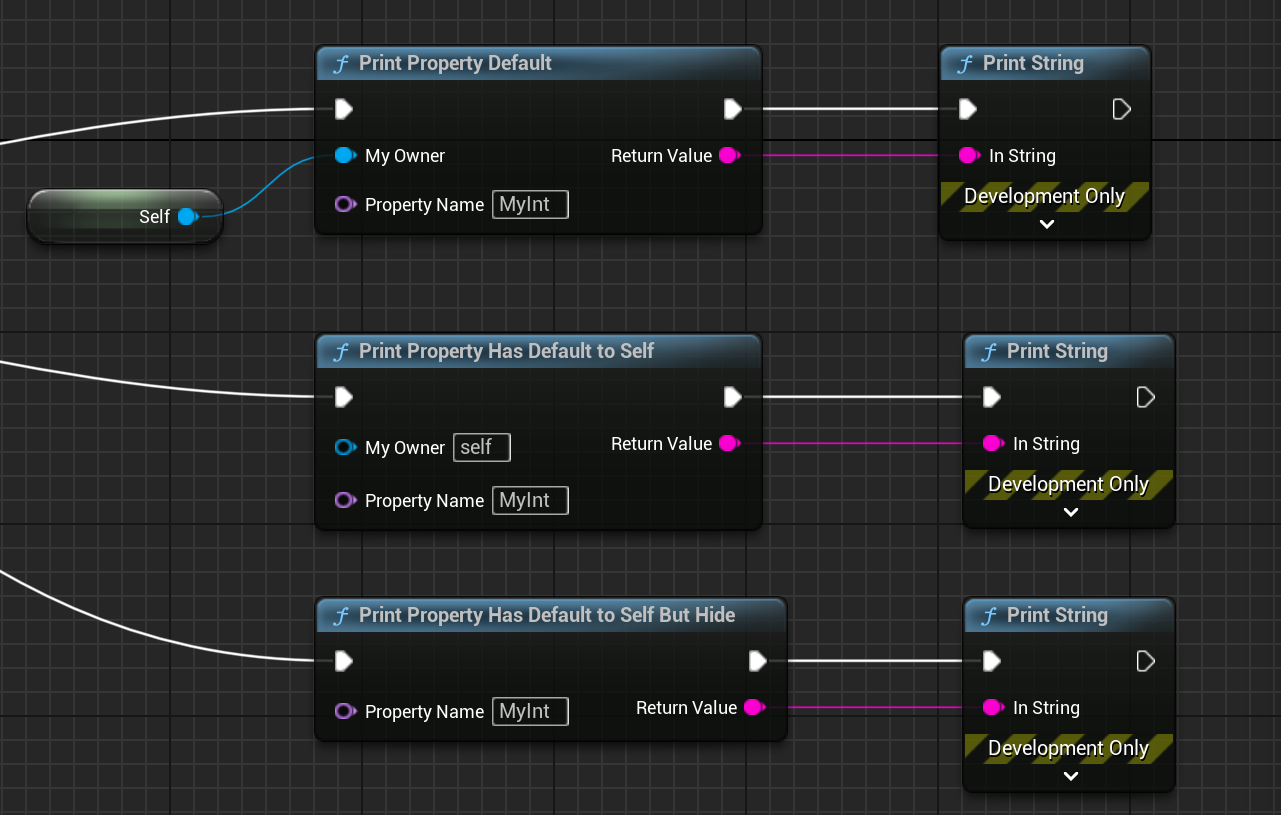 f Print Property Default
f Print String
My Owner
Return Value
In String
Self
Property Name MyInt
Development Only
f Print Property Has Default to Self
f Print String
My Owner self
Return Value
In String
Property Name MyInt
Development Only
f Print Property Has Default to Self But Hide
f Print String
Property Name MyInt
Return Value
In String
Development Only